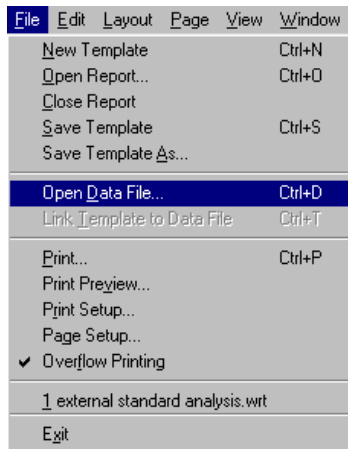 File Edit Layout Page View Window
New Template Ctrl+N
Open Report... Ctrl+O
Close Report
Save Template Ctrl+S
Save Template As...
Open Data File... Ctrl+D
Link Template to Data File Ctrl+T
Print... Ctrl+P
Print Preview...
Print Setup...
Page Setup...
Overflow Printing
1 external standard analysis.wrt
Exit